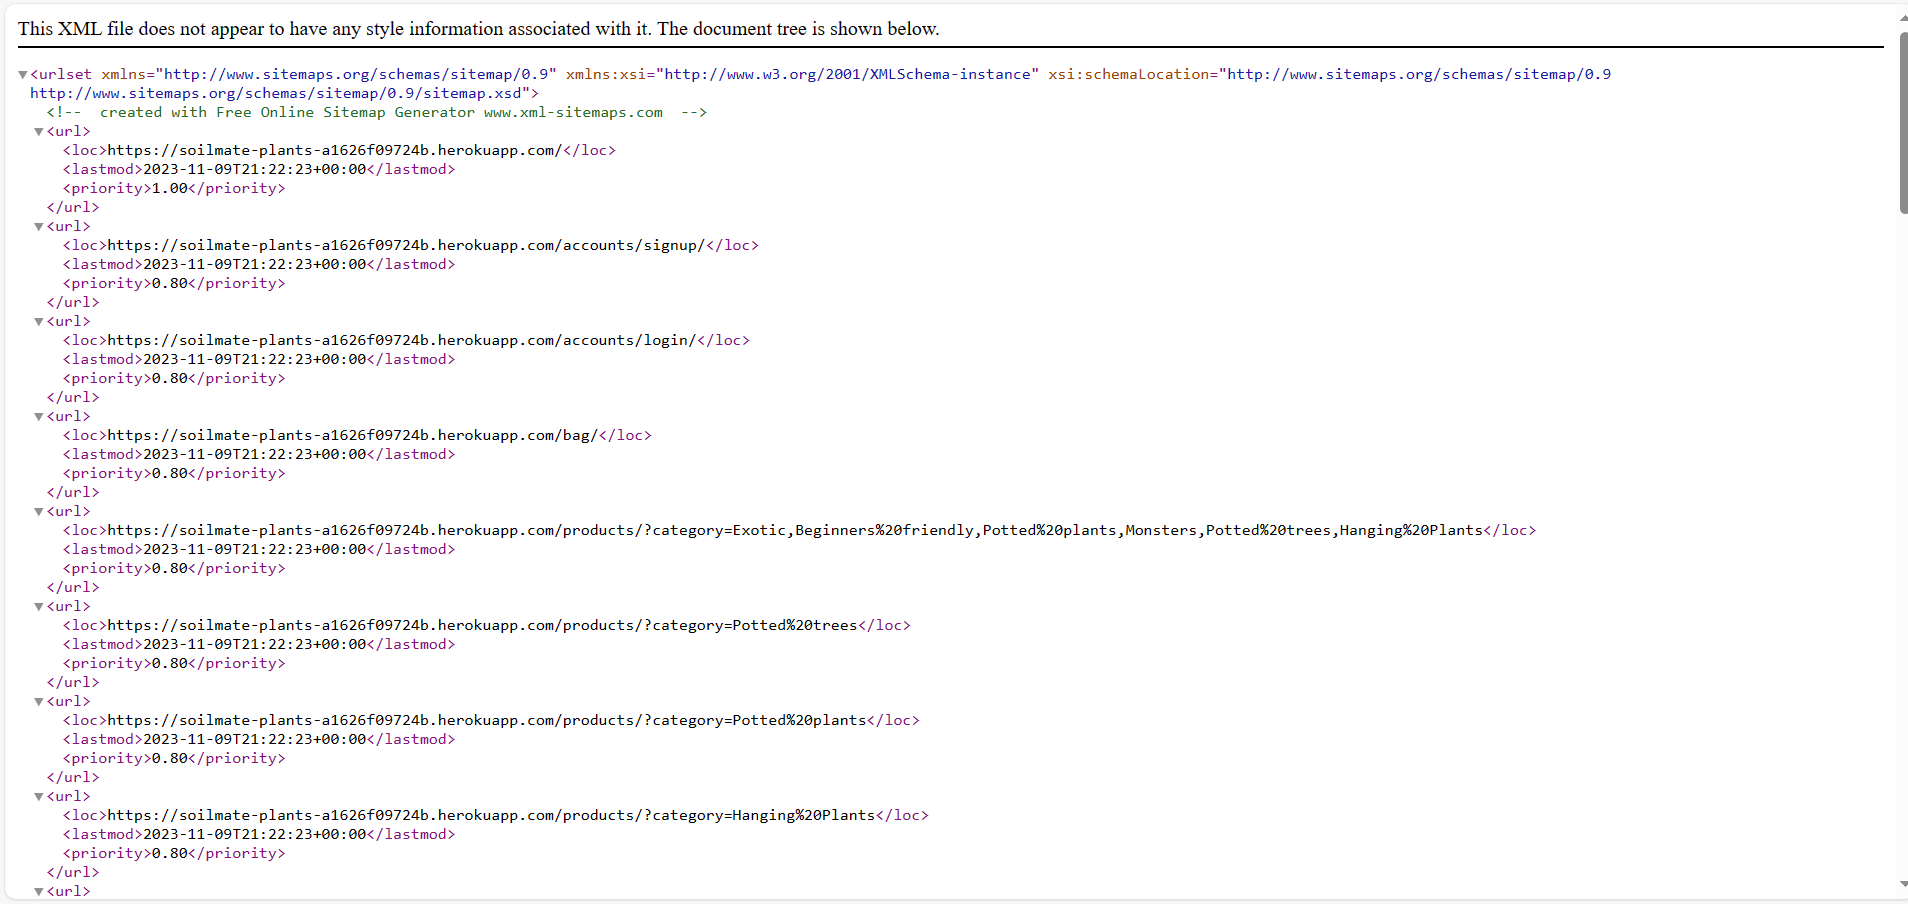 This XML file does not appear to have any style information associated with it. The document tree is shown below.
▼<urlset xmlns="http://www.sitemaps.org/schemas/sitemap/0.9" xmlns:xsi="http://www.w3.org/2001/XMLSchema-instance" xsi:schemaLocation="http://www.sitemaps.org/schemas/sitemap/0.9
http://www.sitemaps.org/schemas/sitemap/0.9/sitemap.xsd">
<!--  created with Free Online Sitemap Generator www.xml-sitemaps.com  -->
▼<url>
<loc>https://soilmate-plants-a1626f09724b.herokuapp.com/</loc>
<lastmod>2023-11-09T21:22:23+00:00</lastmod>
<priority>1.00</priority>
</url>
▼<url>
<loc>https://soilmate-plants-a1626f09724b.herokuapp.com/accounts/signup/</loc>
<lastmod>2023-11-09T21:22:23+00:00</lastmod>
<priority>0.80</priority>
</url>
▼<url>
<loc>https://soilmate-plants-a1626f09724b.herokuapp.com/accounts/login/</loc>
<lastmod>2023-11-09T21:22:23+00:00</lastmod>
<priority>0.80</priority>
</url>
▼<url>
<loc>https://soilmate-plants-a1626f09724b.herokuapp.com/bag/</loc>
<lastmod>2023-11-09T21:22:23+00:00</lastmod>
<priority>0.80</priority>
</url>
▼<url>
<loc>https://soilmate-plants-a1626f09724b.herokuapp.com/products/?category=Exotic,Beginners%20friendly,Potted%20plants,Monsters,Potted%20trees,Hanging%20Plants</loc>
<lastmod>2023-11-09T21:22:23+00:00</lastmod>
<priority>0.80</priority>
</url>
▼<url>
<loc>https://soilmate-plants-a1626f09724b.herokuapp.com/products/?category=Potted%20trees</loc>
<lastmod>2023-11-09T21:22:23+00:00</lastmod>
<priority>0.80</priority>
</url>
▼<url>
<loc>https://soilmate-plants-a1626f09724b.herokuapp.com/products/?category=Potted%20plants</loc>
<lastmod>2023-11-09T21:22:23+00:00</lastmod>
<priority>0.80</priority>
</url>
▼<url>
<loc>https://soilmate-plants-a1626f09724b.herokuapp.com/products/?category=Hanging%20Plants</loc>
<lastmod>2023-11-09T21:22:23+00:00</lastmod>
<priority>0.80</priority>
</url>
▼<url>